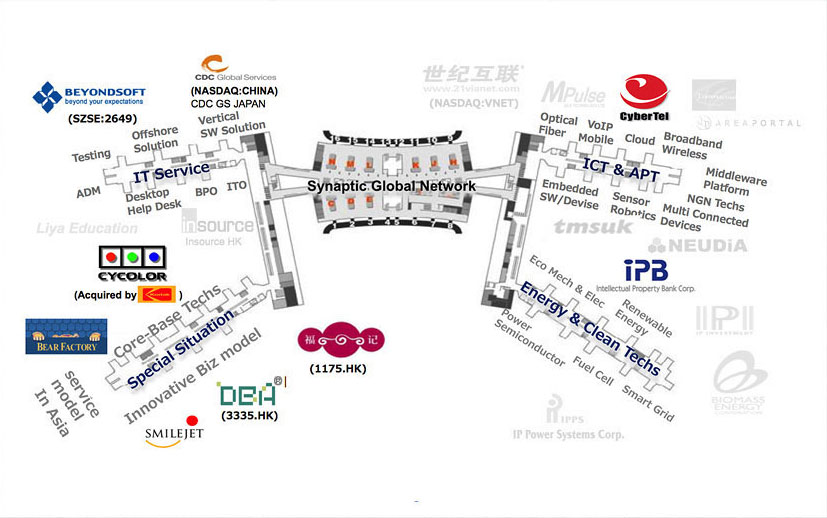 BEYONDSOFT
beyond your expectations
(SZSE:2649)
CDC Global Services
(NASDAQ:CHINA)
CDC GS JAPAN
世纪互联
www.21vianet.com
(NASDAQ:VNET)
MPulse
CyberTel
AREAPORTAL
Testing
Offshore
Solution
Vertical
SW Solution
IT Service
ADM
Desktop
Help Desk
BPO
ITO
Liya Education
insource
Insource HK
Synaptic Global Network
Optical
Fiber
VoIP
Mobile
Cloud
Broadband
Wireless
ICT & APT
Middleware
Platform
Embedded
SW/Devise
Sensor
Robotics
NGN Techs
Multi Connected
Devices
tmsuk
NEUDiA
CYCOLOR
(Acquired by
)
BEAR FACTORY
Core-Base Techs
Special Situation
Innovative Biz model
Service
model
In Asia
SMILEJET
DBA®
(3335.HK)
福
记
(1175.HK)
iPB
Intellectual Property Bank Corp.
Eco Mech & Elec
Renewable
Energy
Energy & Clean Techs
Power
Semiconductor
Fuel Cell
Smart Grid
IP INVESTMENT
BIOMASS
ENERGY
IPPS
IP Power Systems Corp.